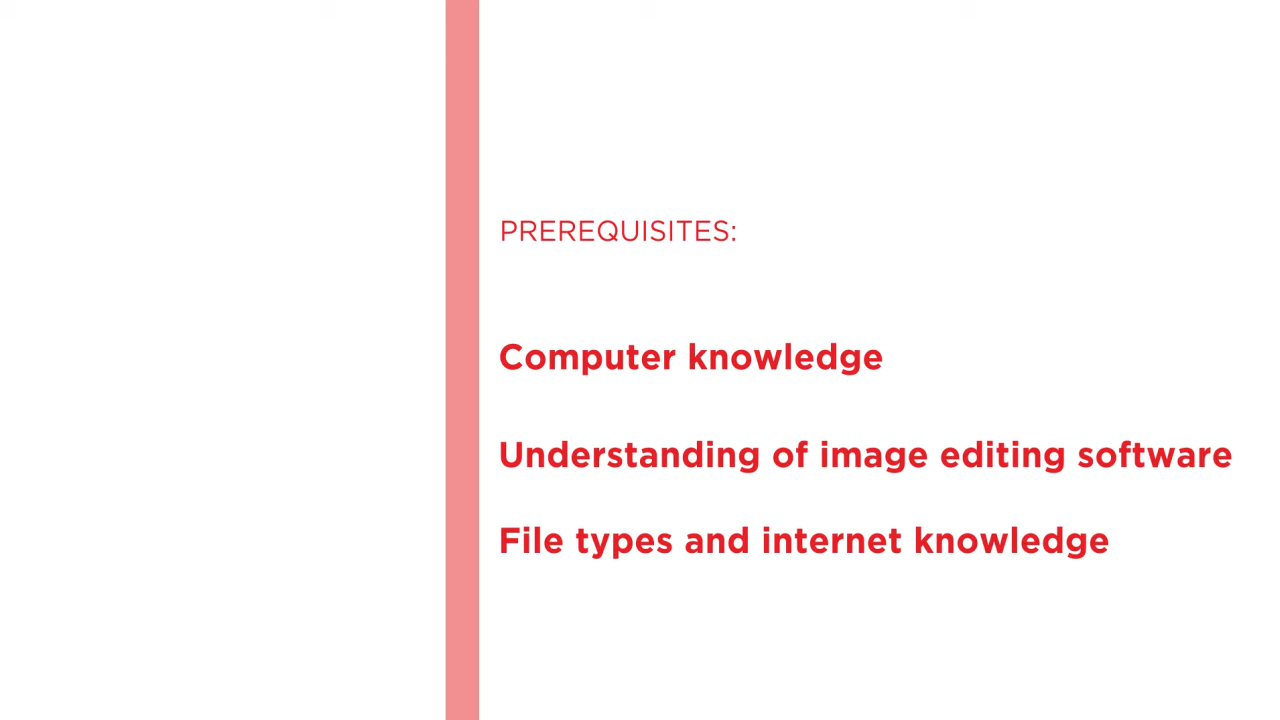 PREREQUISITES:
Computer knowledge
Understanding of image editing software
File types and internet knowledge